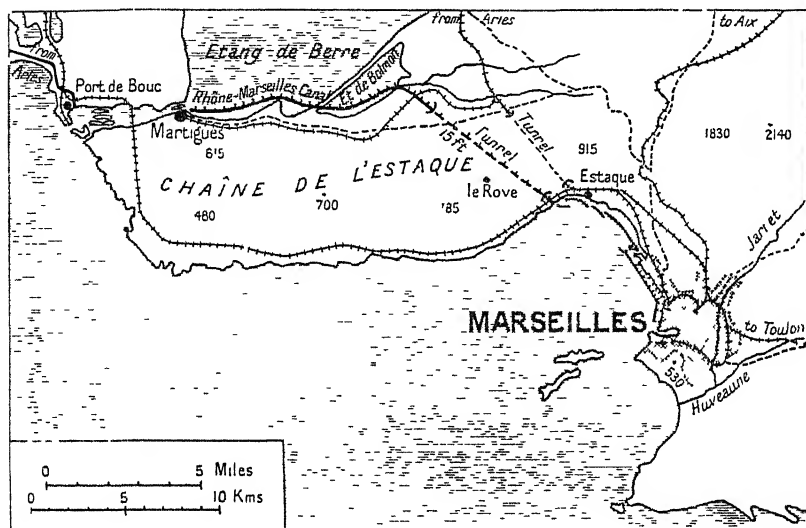 from
Arles
to Aix
from
Arles
Etang de Berre
Port de Bouc
Rhône-Marseilles Canal
Et. de Bolmon
Martigues
615
15 ft.
Tunnel
Tunnel
915
1830
2140
CHAÎNE DE L'ESTAQUE
Estaque
le Rove
480
700
785
Jarret
MARSEILLES
to Toulon
530
Huveaune
0 5 Miles
0 5 10 Kms